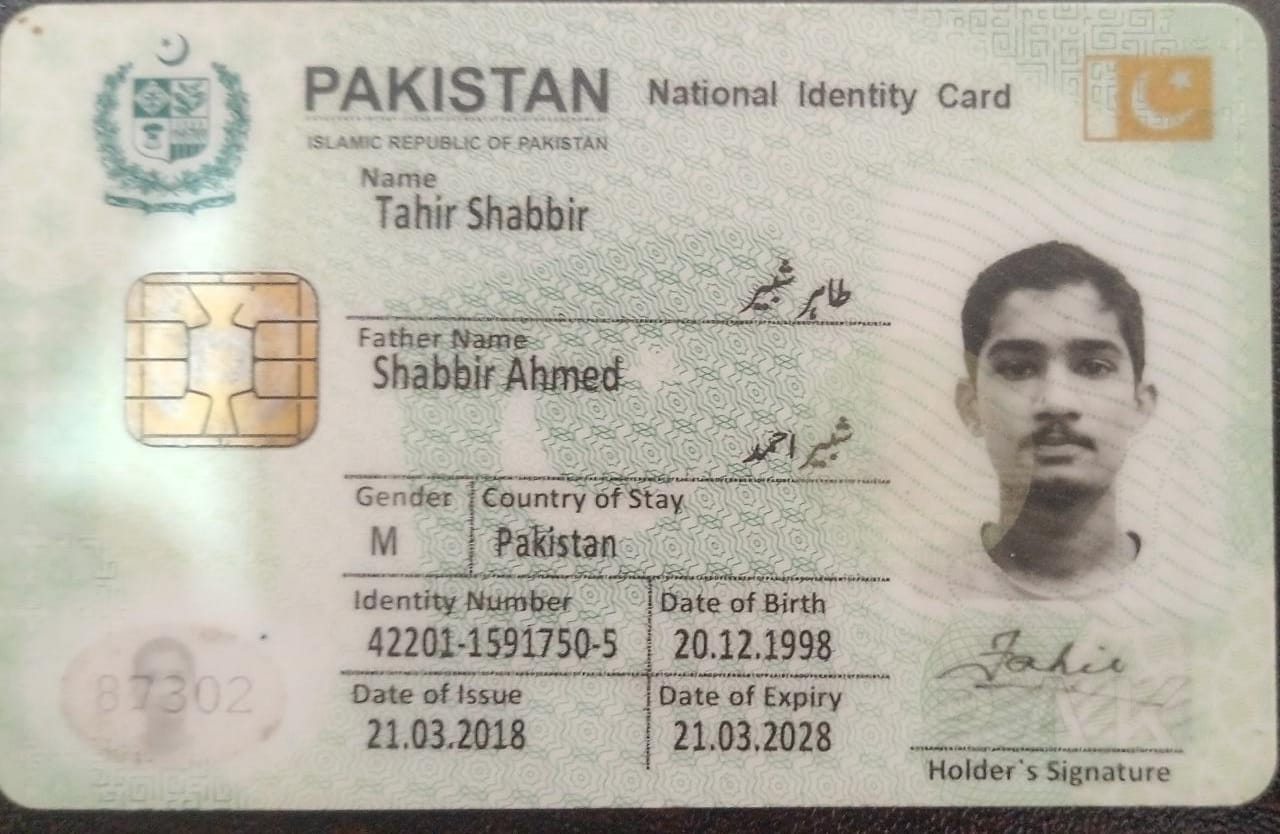 PAKISTAN National Identity Card
ISLAMIC REPUBLIC OF PAKISTAN
Name
Tahir Shabbir
طاہر شبیر
Father Name
Shabbir Ahmed
شبیر احمد
Gender Country of Stay
M Pakistan
Identity Number Date of Birth
42201-1591750-5 20.12.1998
Date of Issue Date of Expiry
21.03.2018 21.03.2028
87302
Tahir
Holder`s Signature